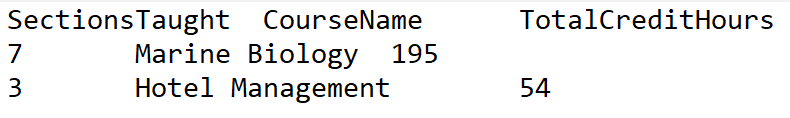 SectionsTaught  CourseName      TotalCreditHours
7       Marine Biology  195
3       Hotel Management        54